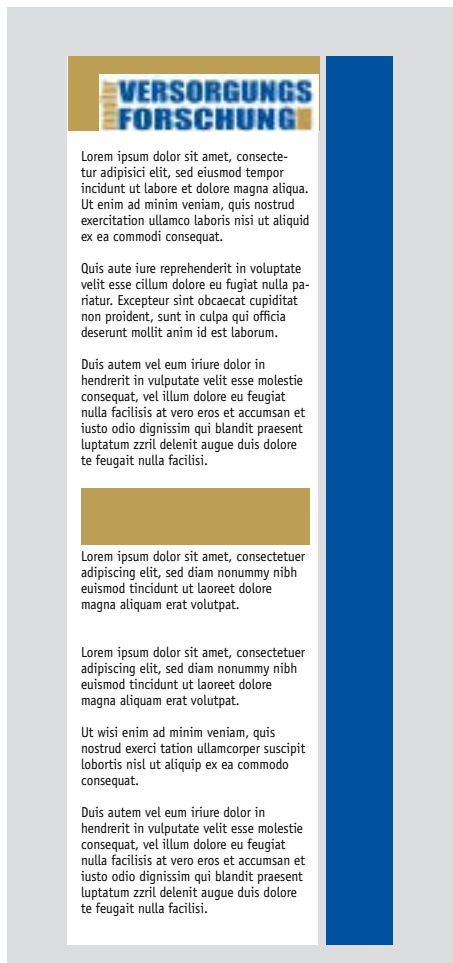 VERSORGUNGS
FORSCHUNG
Lorem ipsum dolor sit amet, consecte-
tur adipisici elit, sed eiusmod tempor
incidunt ut labore et dolore magna aliqua.
Ut enim ad minim veniam, quis nostrud
exercitation ullamco laboris nisi ut aliquid
ex ea commodi consequat.
Quis aute iure reprehenderit in voluptate
velit esse cillum dolore eu fugiat nulla pa-
riatur. Excepteur sint obcaecat cupiditat
non proident, sunt in culpa qui officia
deserunt mollit anim id est laborum.
Duis autem vel eum iriure dolor in
hendrerit in vulputate velit esse molestie
consequat, vel illum dolore eu feugiat
nulla facilisis at vero eros et accumsan et
iusto odio dignissim qui blandit praesent
luptatum zzril delenit augue duis dolore
te feugait nulla facilisi.
Lorem ipsum dolor sit amet, consectetuer
adipiscing elit, sed diam nonummy nibh
euismod tincidunt ut laoreet dolore
magna aliquam erat volutpat.
Lorem ipsum dolor sit amet, consectetuer
adipiscing elit, sed diam nonummy nibh
euismod tincidunt ut laoreet dolore
magna aliquam erat volutpat.
Ut wisi enim ad minim veniam, quis
nostrud exerci tation ullamcorper suscipit
lobortis nisl ut aliquip ex ea commodo
consequat.
Duis autem vel eum iriure dolor in
hendrerit in vulputate velit esse molestie
consequat, vel illum dolore eu feugiat
nulla facilisis at vero eros et accumsan et
iusto odio dignissim qui blandit praesent
luptatum zzril delenit augue duis dolore
te feugait nulla facilisi.